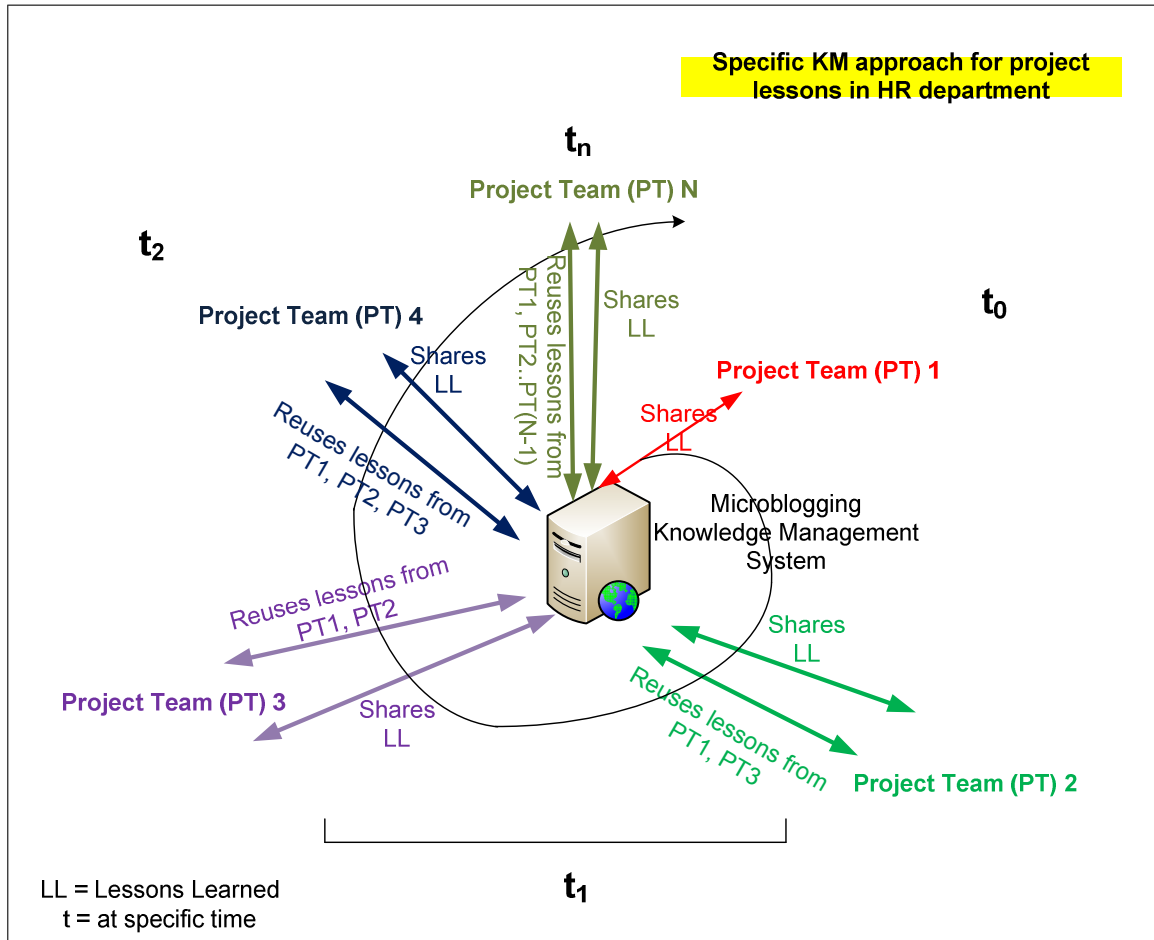 Specific KM approach for project
lessons in HR department
tn
Project Team (PT) N
Reuses lessons from
PT1, PT2..PT(N-1)
Shares
LL
t2
Project Team (PT) 4
Shares
LL
Reuses lessons from
PT1, PT2, PT3
t0
Project Team (PT) 1
Shares
LL
Microblogging
Knowledge Management
System
Reuses lessons from
PT1, PT2
Project Team (PT) 3
Shares
LL
Shares
LL
Reuses lessons from
PT1, PT3
Project Team (PT) 2
t1
LL = Lessons Learned
t = at specific time